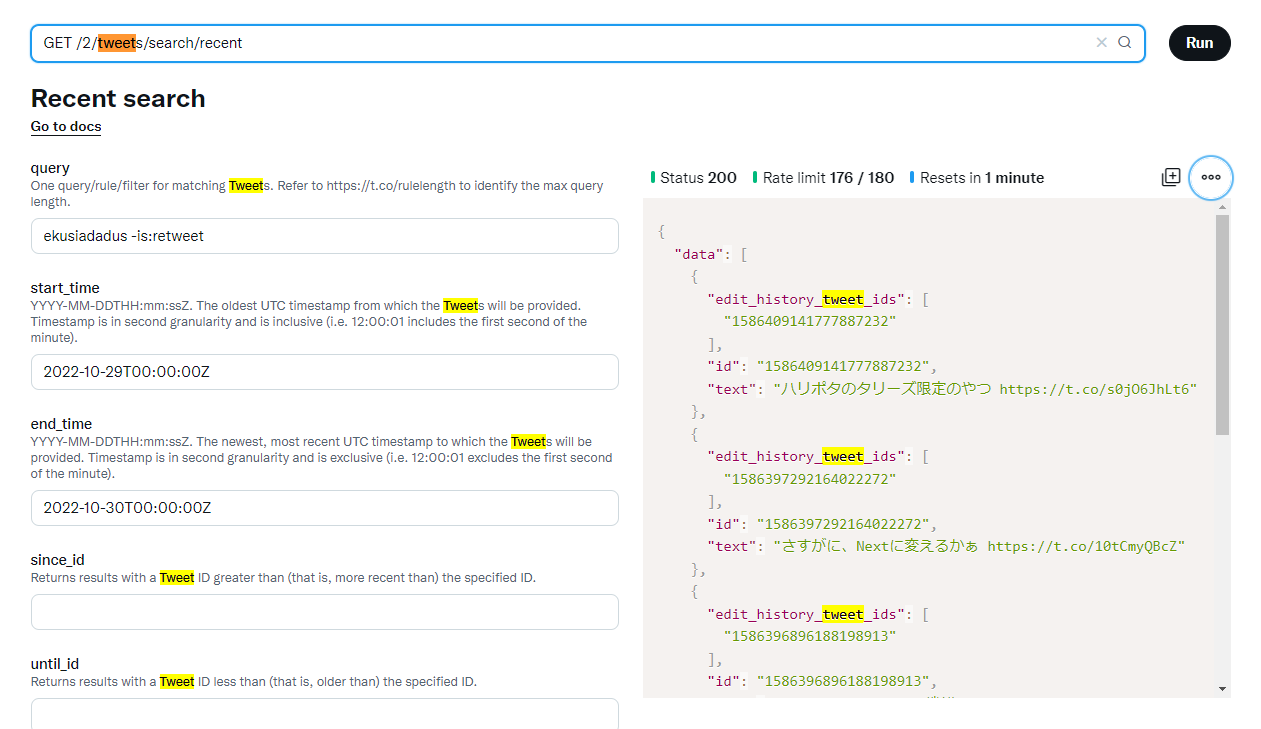 GET /2/tweets/search/recent
Run
Recent search
Go to docs
query
One query/rule/filter for matching Tweets. Refer to https://t.co/rulelength to identify the max query
length.
ekusiadadus -is:retweet
start_time
YYYY-MM-DDTHH:mm:ssZ. The oldest UTC timestamp from which the Tweets will be provided.
Timestamp is in second granularity and is inclusive (i.e. 12:00:01 includes the first second of the
minute).
2022-10-29T00:00:00Z
end_time
YYYY-MM-DDTHH:mm:ssZ. The newest, most recent UTC timestamp to which the Tweets will be
provided. Timestamp is in second granularity and is exclusive (i.e. 12:00:01 excludes the first second
of the minute).
2022-10-30T00:00:00Z
since_id
Returns results with a Tweet ID greater than (that is, more recent than) the specified ID.
until_id
Returns results with a Tweet ID less than (that is, older than) the specified ID.
Status 200 Rate limit 176 / 180 Resets in 1 minute
{
"data": [
{
"edit_history_tweet_ids": [
"1586409141777887232"
],
"id": "1586409141777887232",
"text": "ハリポタのタリーズ限定のやつ https://t.co/s0jO6JhLt6"
},
{
"edit_history_tweet_ids": [
"1586397292164022272"
],
"id": "1586397292164022272",
"text": "さすがに、Nextに変えるかぁ https://t.co/10tCmyQBcZ"
},
{
"edit_history_tweet_ids": [
"1586396896188198913"
],
"id": "1586396896188198913",